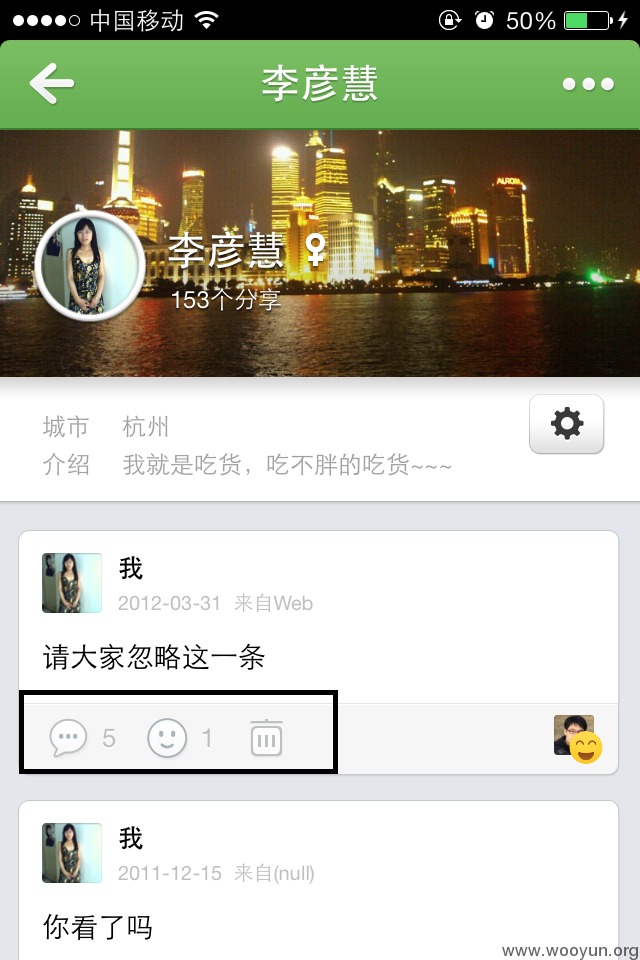 中国移动 50%
李彦慧
AURORA
李彦慧
153个分享
城市 杭州
介绍 我就是吃货，吃不胖的吃货~~~
我
2012-03-31 来自Web
请大家忽略这一条
5 1
我
2011-12-15 来自(null)
你看了吗
www.wooyun.org